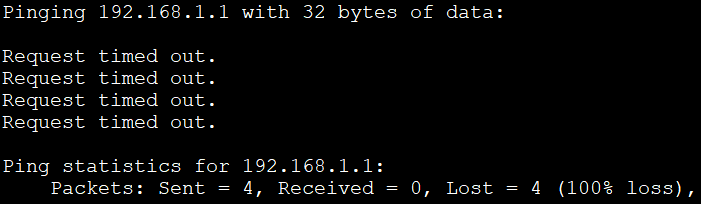 Pinging 192.168.1.1 with 32 bytes of data:
Request timed out.
Request timed out.
Request timed out.
Request timed out.
Ping statistics for 192.168.1.1:
Packets: Sent = 4, Received = 0, Lost = 4 (100% loss),